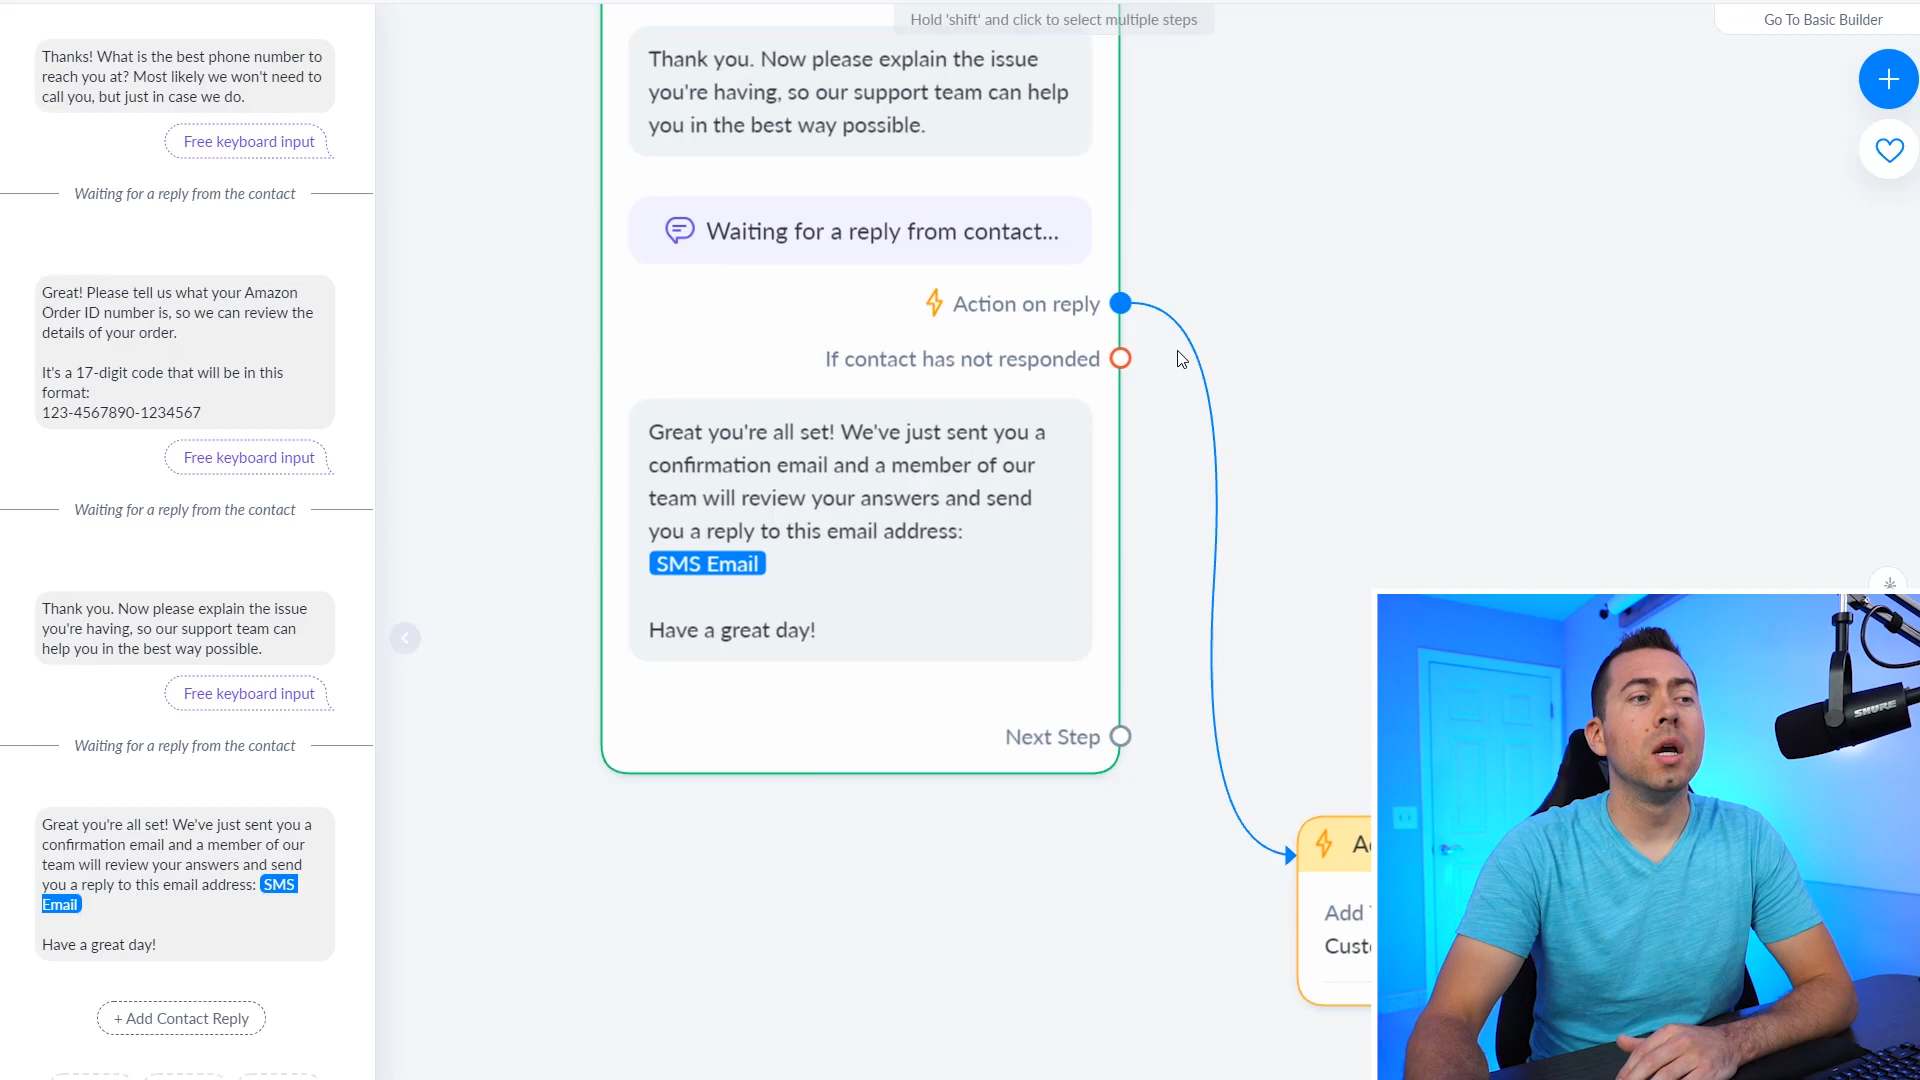 Hold 'shift' and click to select multiple steps
Go To Basic Builder
Thanks! What is the best phone number to
reach you at? Most likely we won't need to
call you, but just in case we do.
Free keyboard input
Waiting for a reply from the contact
Great! Please tell us what your Amazon
Order ID number is, so we can review the
details of your order.
It's a 17-digit code that will be in this
format:
123-4567890-1234567
Free keyboard input
Waiting for a reply from the contact
Thank you. Now please explain the issue
you're having, so our support team can
help you in the best way possible.
Free keyboard input
Waiting for a reply from the contact
Great you're all set! We've just sent you a
confirmation email and a member of our
team will review your answers and send
you a reply to this email address: SMS
Email
Have a great day!
+ Add Contact Reply
Thank you. Now please explain the issue
you're having, so our support team can help
you in the best way possible.
Waiting for a reply from contact...
Action on reply
If contact has not responded
Great you're all set! We've just sent you a
confirmation email and a member of our
team will review your answers and send
you a reply to this email address:
SMS Email
Have a great day!
Next Step
Add
SHURE